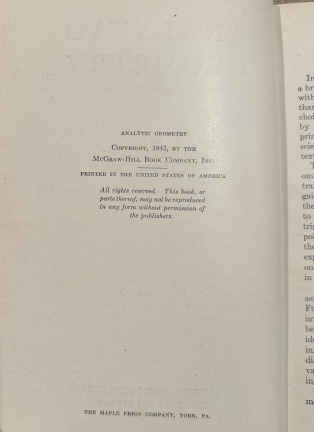 ANALYTIC GEOMETRY
COPYRIGHT, 1942, BY THE
MCGRAW-HILL BOOK COMPANY, INC.
PRINTED IN THE UNITED STATES OF AMERICA
All rights reserved. This book, or
parts thereof, may not be reproduced
in any form without permission of
the publishers.
THE MAPLE PRESS COMPANY, YORK, PA.